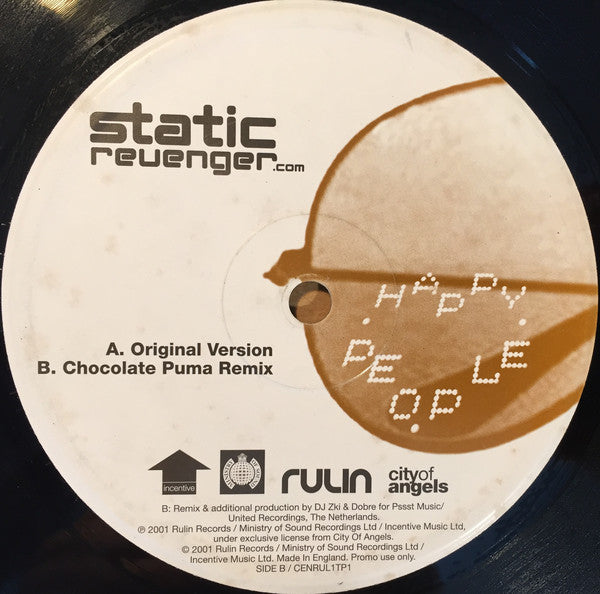 static
revenger.com
.HAPPY.
PEOPLE
A. Original Version
B. Chocolate Puma Remix
incentive
MINISTRY OF SOUND
RULIN
cityof
angels
B: Remix & additional production by DJ Zki & Dobre for Pssst Music/
United Recordings, The Netherlands.
℗ 2001 Rulin Records / Ministry of Sound Recordings Ltd / Incentive Music Ltd,
under exclusive license from City Of Angels.
© 2001 Rulin Records / Ministry of Sound Recordings Ltd /
Incentive Music Ltd. Made In England. Promo use only.
SIDE B / CENRUL1TP1